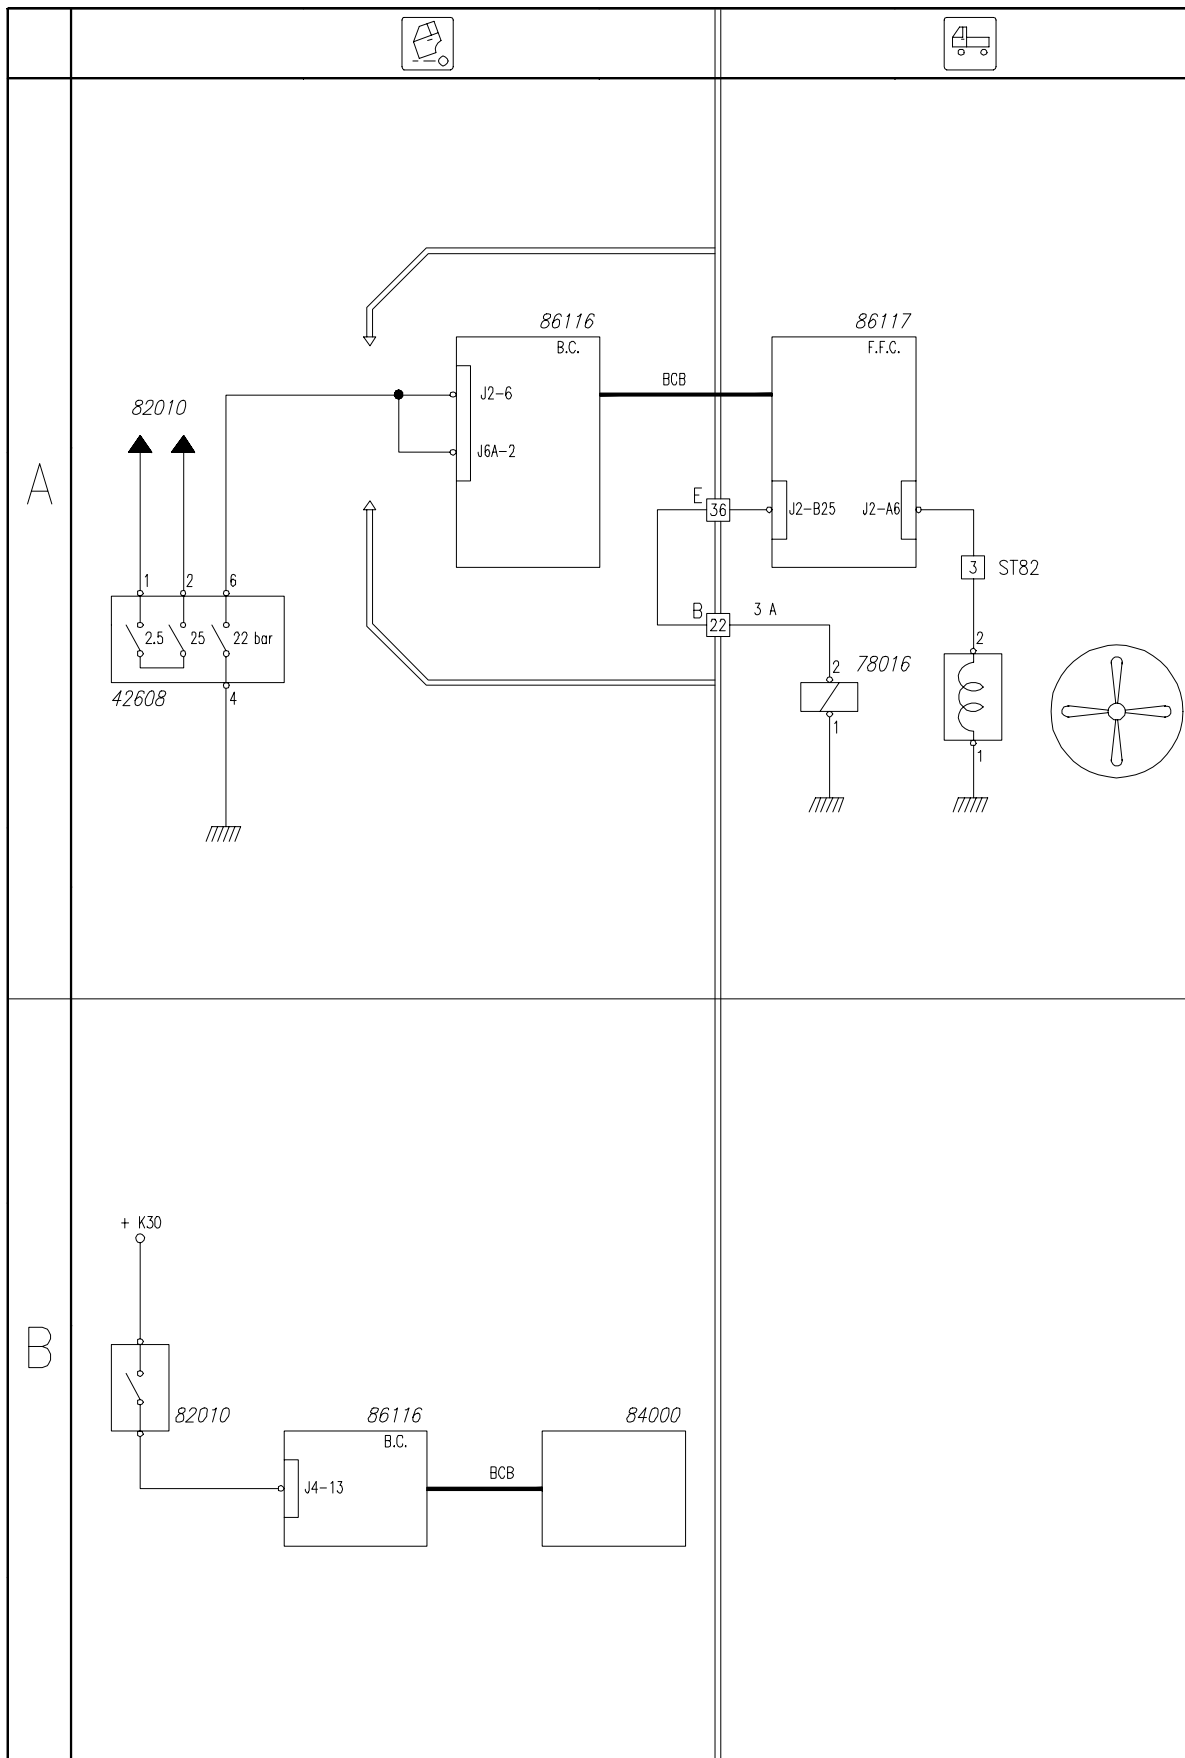 86116
B.C.
86117
F.F.C.
BCB
J2-6
J6A-2
82010
A
E
36
J2-B25
J2-A6
3
ST82
1
2
6
2.5
25
22 bar
42608
4
B
22
3 A
2
78016
1
2
1
+ K30
B
82010
86116
B.C.
84000
BCB
J4-13